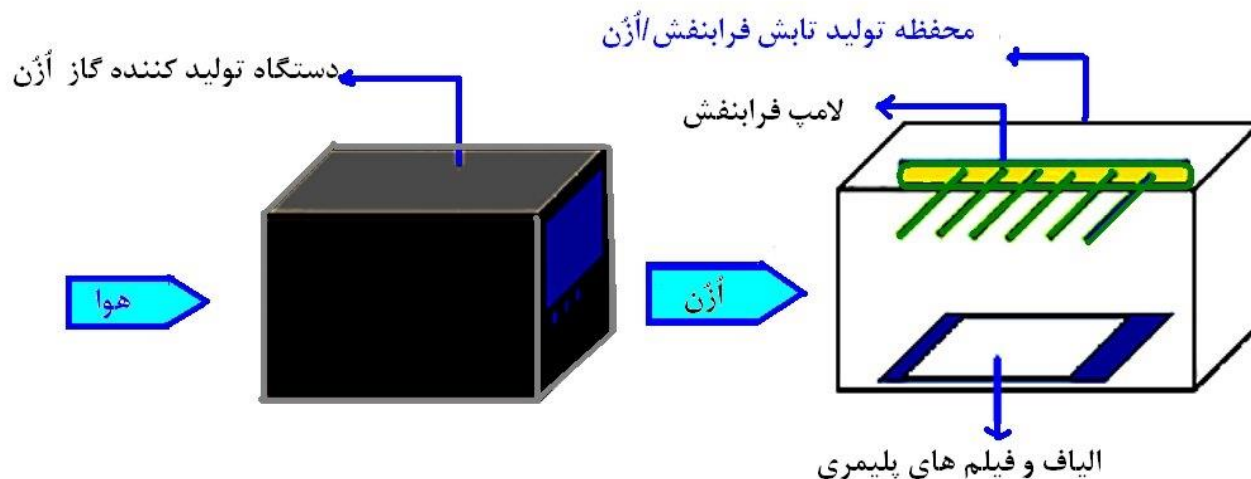 محفظه تولید تابش فرابنفش/اُزُن
دستگاه تولید کننده گاز اُزُن
لامپ فرابنفش
هوا
اُزُن
الیاف و فیلم های پلیمری